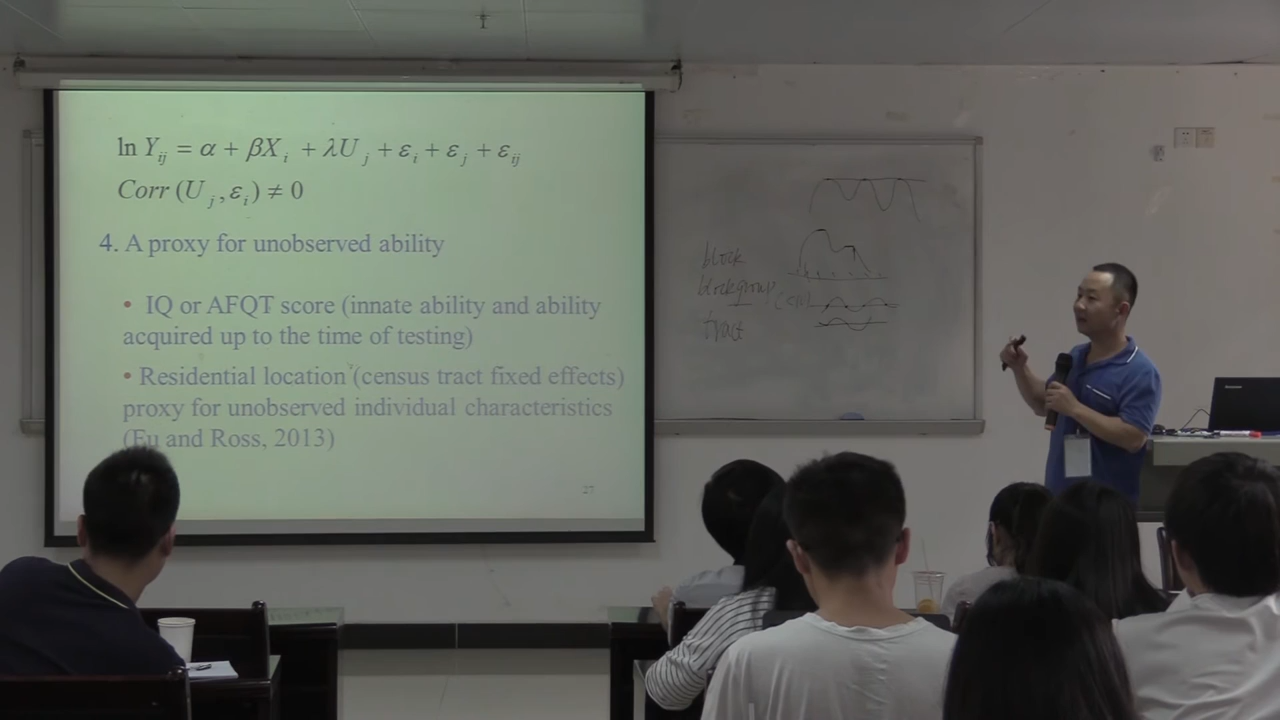 ln Y_ij = α + βX_i + λU_j + ε_i + ε_j + ε_ij
Corr (U_j, ε_i) ≠ 0
4. A proxy for unobserved ability
• IQ or AFQT score (innate ability and ability
acquired up to the time of testing)
• Residential location (census tract fixed effects)
proxy for unobserved individual characteristics
(Fu and Ross, 2013)
27
block
blockgroup
tract
lenovo